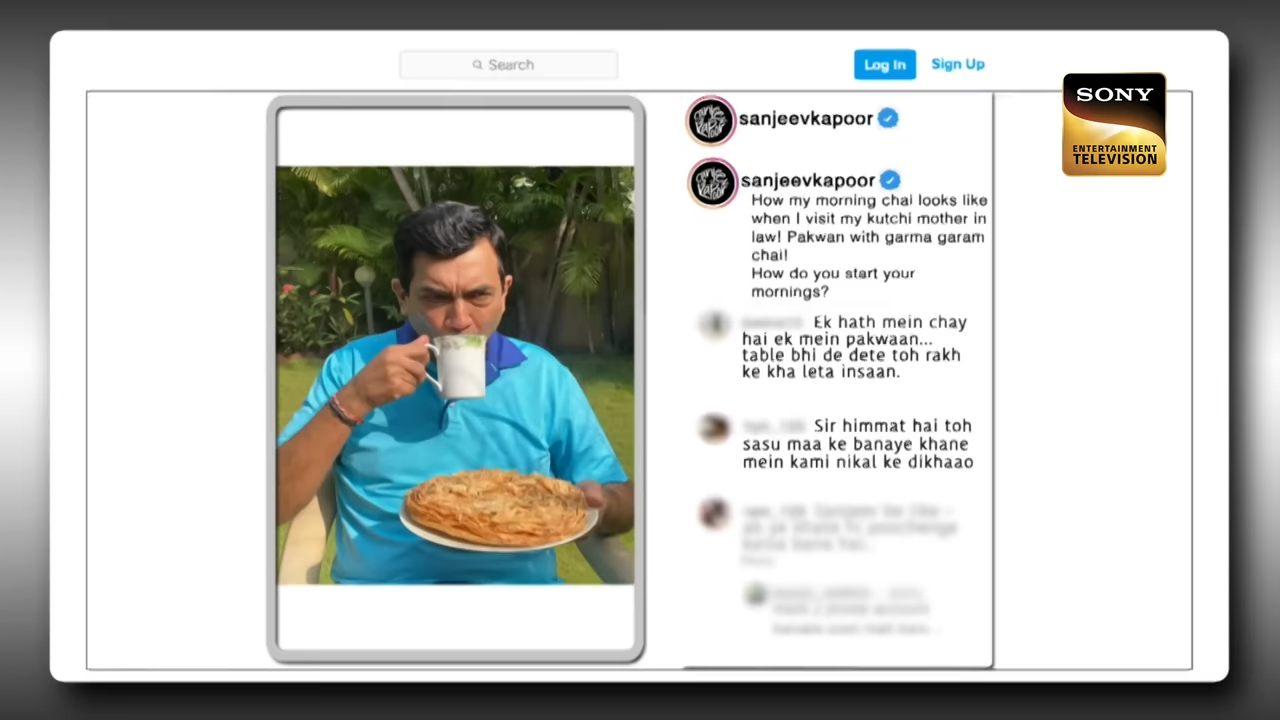 Search
Log In
Sign Up
SONY
ENTERTAINMENT
TELEVISION
sanjeevkapoor
sanjeevkapoor
How my morning chai looks like
when I visit my kutchi mother in
law! Pakwan with garma garam
chai!
How do you start your
mornings?
Ek hath mein chay
hai ek mein pakwaan...
table bhi de dete toh rakh
ke kha leta insaan.
Sir himmat hai toh
sasu maa ke banaye khane
mein kami nikal ke dikhaao